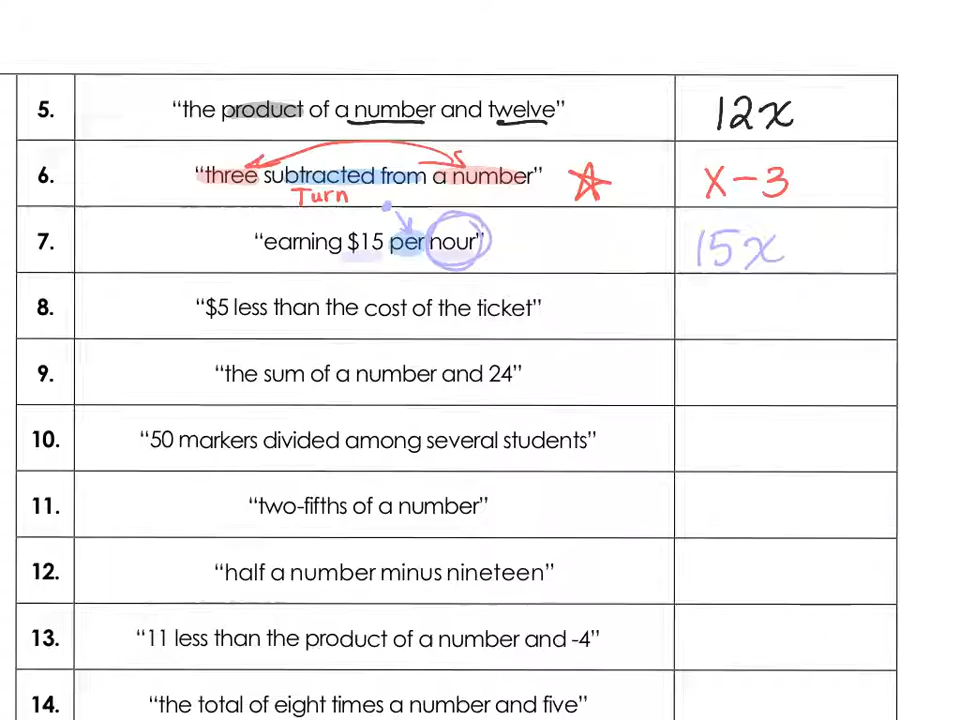 5. “the product of a number and twelve” 12x
6. “three subtracted from a number” x-3
Turn
7. “earning $15 per hour” 15x
8. “$5 less than the cost of the ticket”
9. “the sum of a number and 24”
10. “50 markers divided among several students”
11. “two-fifths of a number”
12. “half a number minus nineteen”
13. “11 less than the product of a number and -4”
14. “the total of eight times a number and five”